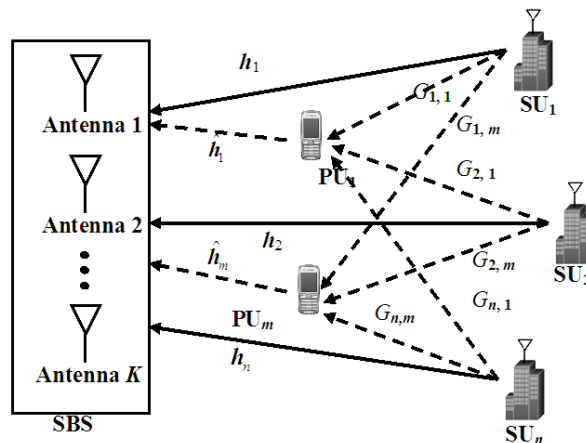 h₁
SU₁
G₁, ₁
G₁, ₘ
Antenna 1
ĥ₁
PU₁
G₂, ₁
Antenna 2
h₂
SU₂
ĥₘ
G₂, ₘ
Gₙ, ₁
PUₘ
Gₙ,ₘ
hₙ
Antenna K
SBS
SUₙ